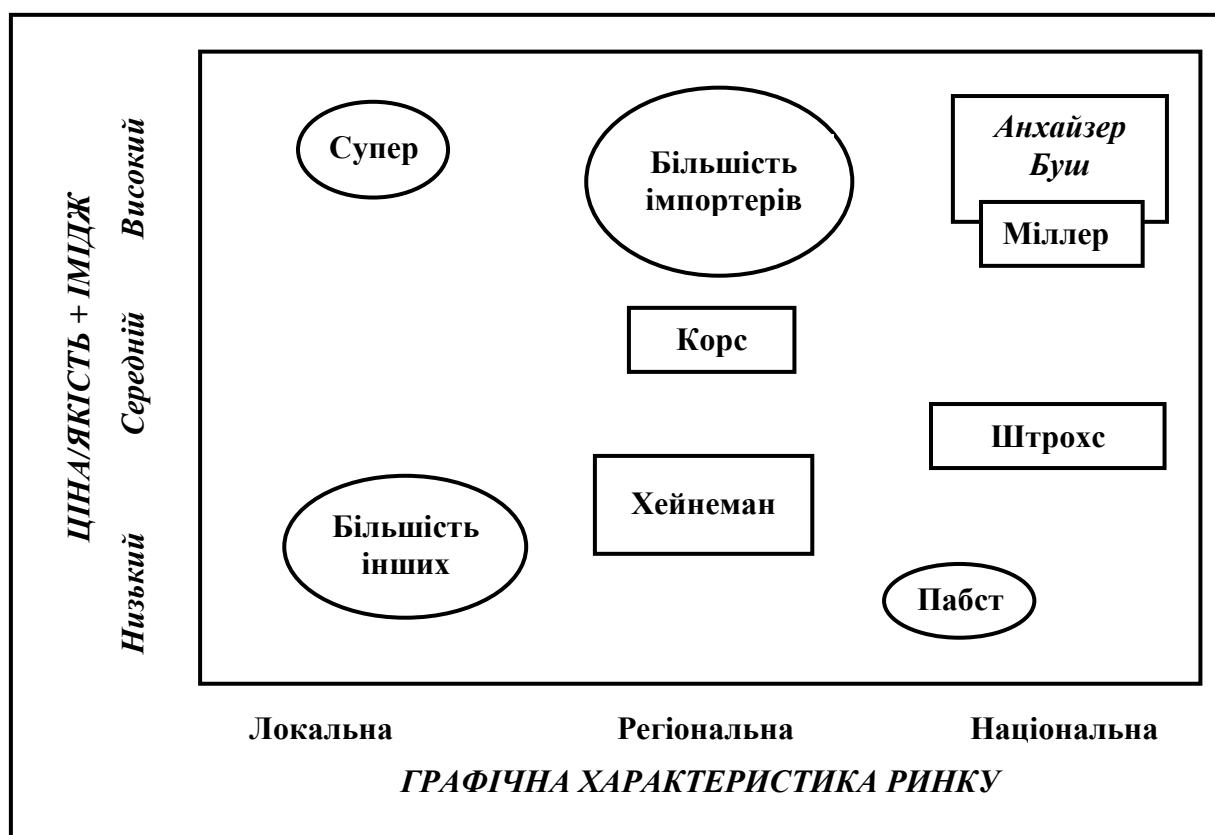 ЦІНА/ЯКІСТЬ + ІМІДЖ
Високий
Середній
Низький
Супер
Більшість
імпортерів
Анхайзер
Буш
Міллер
Корс
Штрохс
Хейнеман
Більшість
інших
Пабст
Локальна
Регіональна
Національна
ГРАФІЧНА ХАРАКТЕРИСТИКА РИНКУ